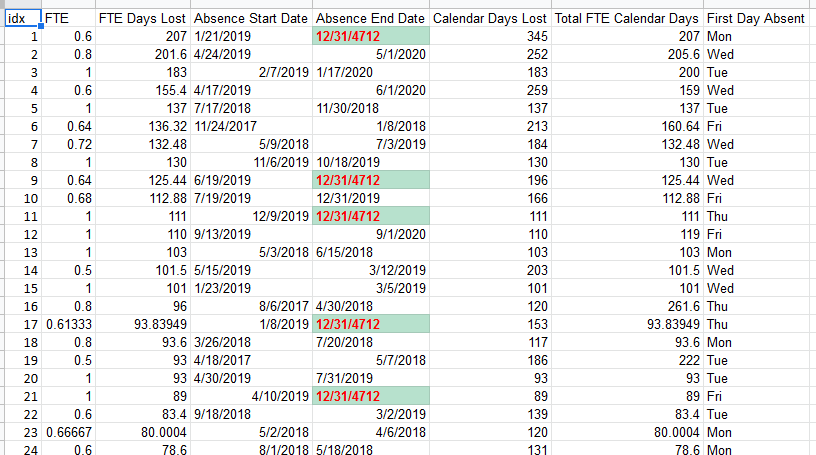 idx FTE FTE Days Lost Absence Start Date Absence End Date Calendar Days Lost Total FTE Calendar Days First Day Absent
1 0.6 207 1/21/2019 12/31/4712 345 207 Mon
2 0.8 201.6 4/24/2019 5/1/2020 252 205.6 Wed
3 1 183 2/7/2019 1/17/2020 183 200 Tue
4 0.6 155.4 4/17/2019 6/1/2020 259 159 Wed
5 1 137 7/17/2018 11/30/2018 137 137 Tue
6 0.64 136.32 11/24/2017 1/8/2018 213 160.64 Fri
7 0.72 132.48 5/9/2018 7/3/2019 184 132.48 Wed
8 1 130 11/6/2019 10/18/2019 130 130 Tue
9 0.64 125.44 6/19/2019 12/31/4712 196 125.44 Wed
10 0.68 112.88 7/19/2019 12/31/2019 166 112.88 Fri
11 1 111 12/9/2019 12/31/4712 111 111 Thu
12 1 110 9/13/2019 9/1/2020 110 119 Fri
13 1 103 5/3/2018 6/15/2018 103 103 Mon
14 0.5 101.5 5/15/2019 3/12/2019 203 101.5 Wed
15 1 101 1/23/2019 3/5/2019 101 101 Wed
16 0.8 96 8/6/2017 4/30/2018 120 261.6 Thu
17 0.61333 93.83949 1/8/2019 12/31/4712 153 93.83949 Thu
18 0.8 93.6 3/26/2018 7/20/2018 117 93.6 Mon
19 0.5 93 4/18/2017 5/7/2018 186 222 Tue
20 1 93 4/30/2019 7/31/2019 93 93 Tue
21 1 89 4/10/2019 12/31/4712 89 89 Fri
22 0.6 83.4 9/18/2018 3/2/2019 139 83.4 Tue
23 0.66667 80.0004 5/2/2018 4/6/2018 120 80.0004 Mon
24 0.6 78.6 8/1/2018 5/18/2018 131 78.6 Mon